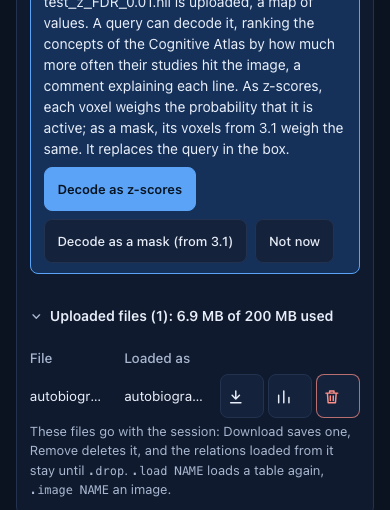 test_z_FDR_0.01.nii is uploaded, a map of
values. A query can decode it, ranking the
concepts of the Cognitive Atlas by how much
more often their studies hit the image, a
comment explaining each line. As z-scores,
each voxel weighs the probability that it is
active; as a mask, its voxels from 3.1 weigh the
same. It replaces the query in the box.
Decode as z-scores
Decode as a mask (from 3.1)
Not now
Uploaded files (1): 6.9 MB of 200 MB used
File
Loaded as
autobiogr...
autobiogra...
These files go with the session: Download saves one,
Remove deletes it, and the relations loaded from it
stay until .drop. .load NAME loads a table again,
.image NAME an image.